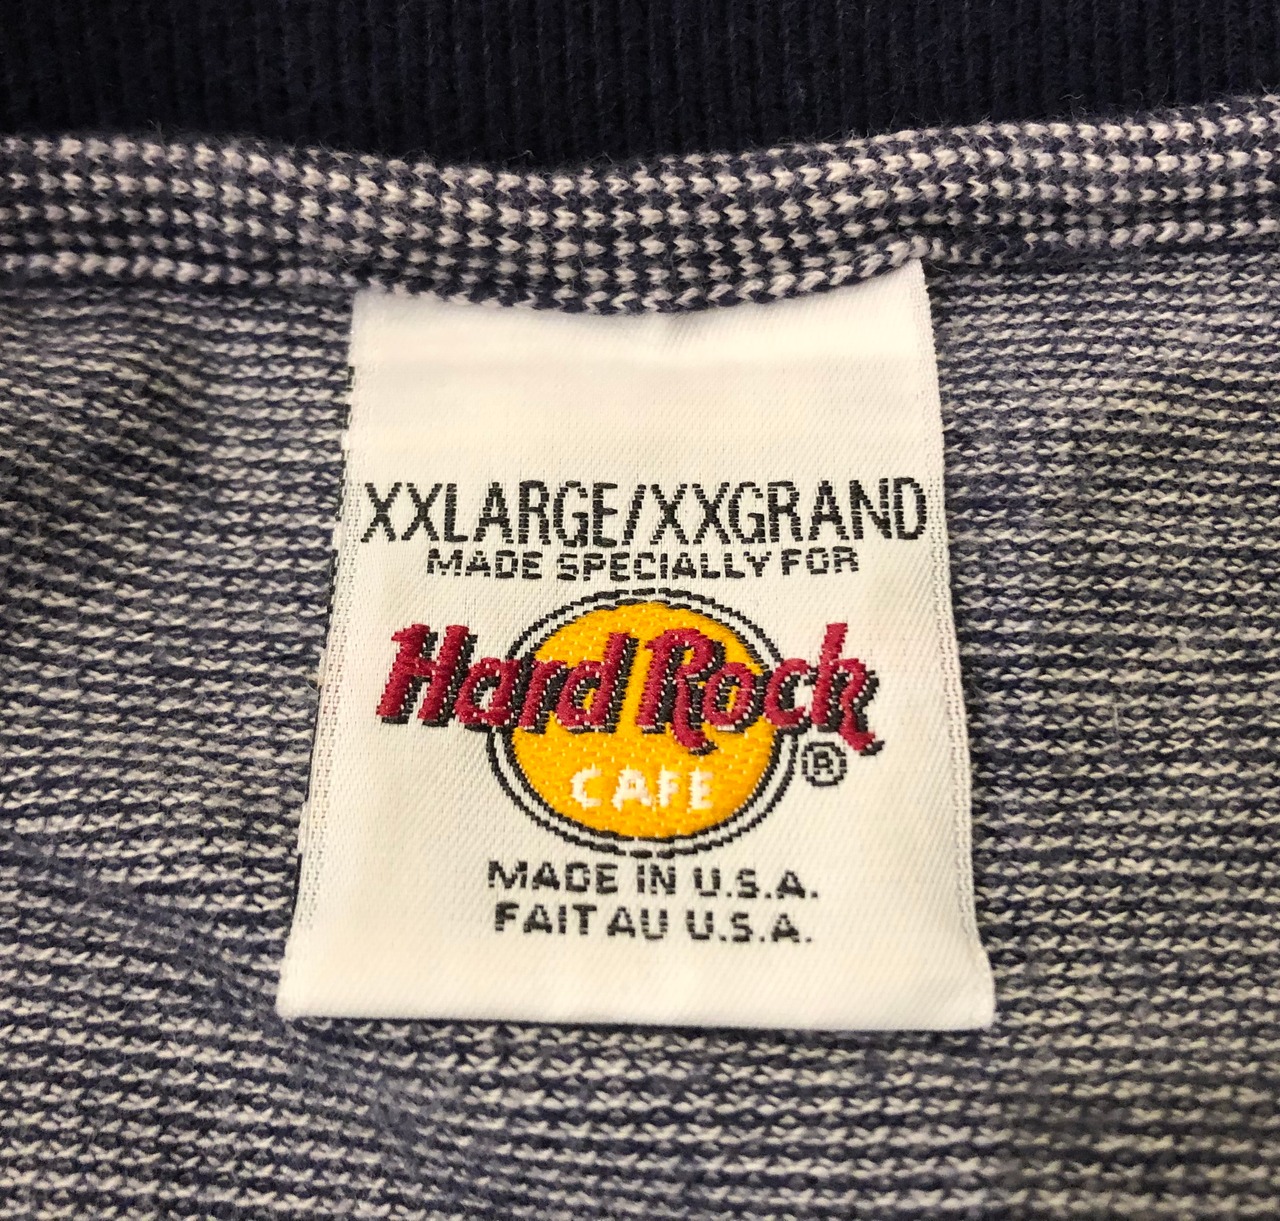 XXLARGE/XXGRAND
MADE SPECIALLY FOR
Hard Rock
CAFE
®
MADE IN U.S.A.
FAIT AU U.S.A.